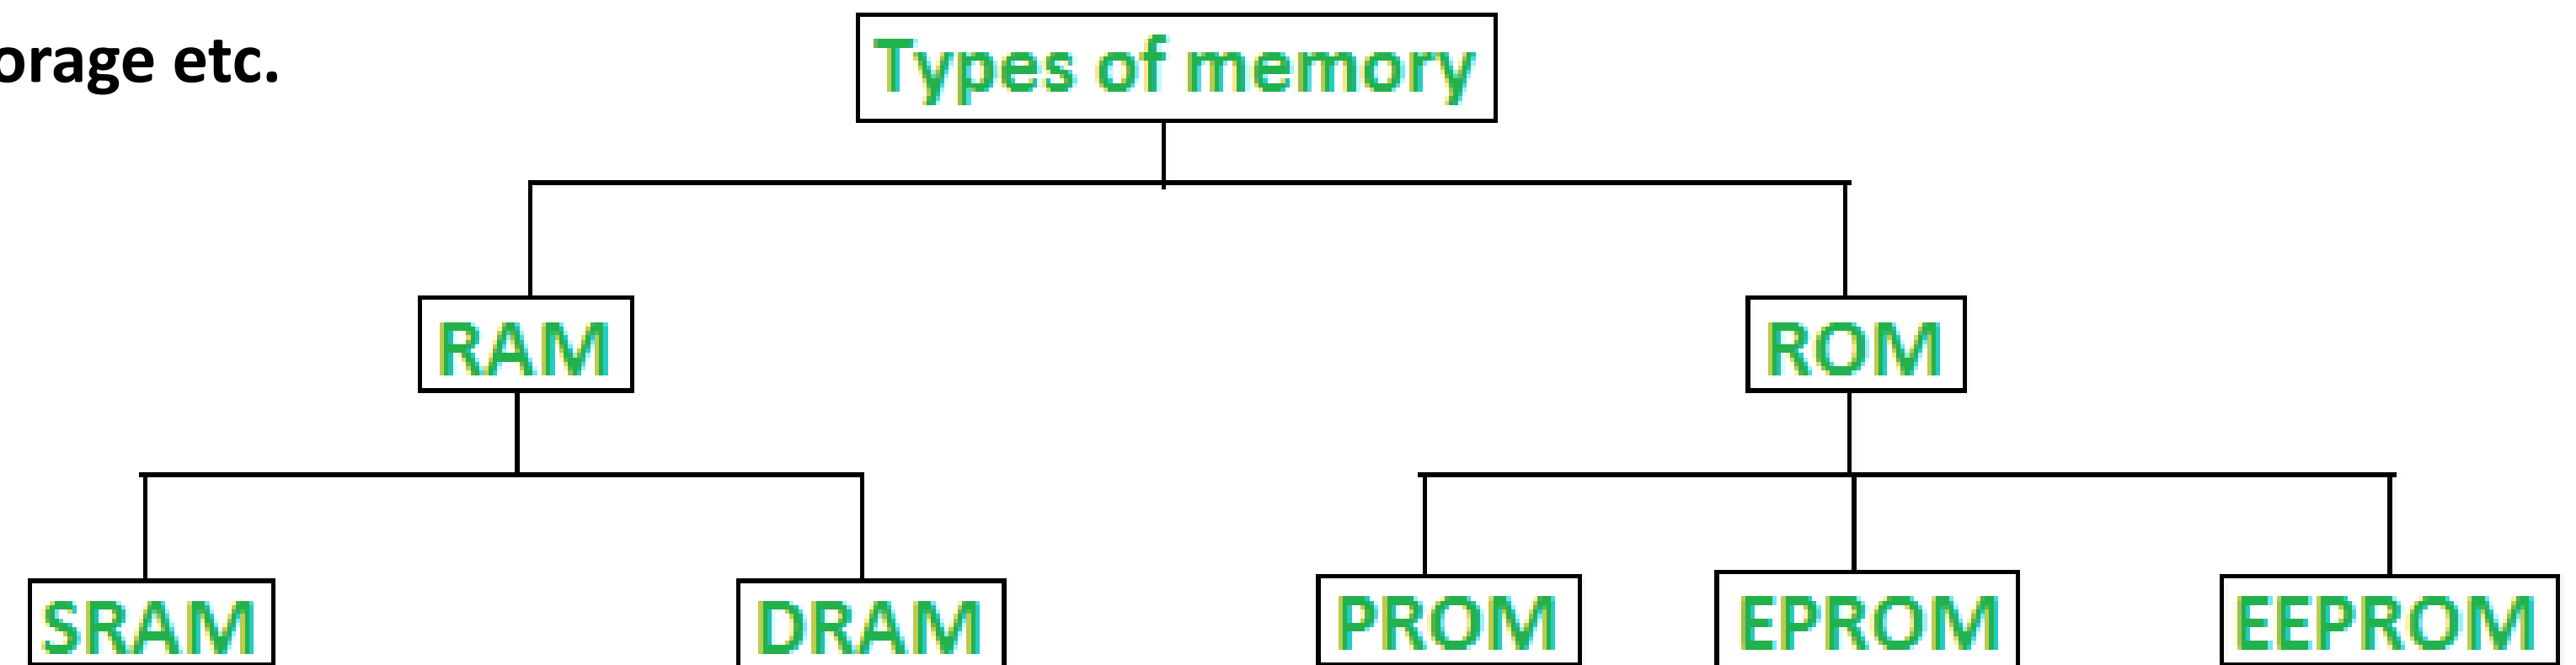 orage etc.
Types of memory
RAM
ROM
SRAM
DRAM
PROM
EPROM
EEPROM